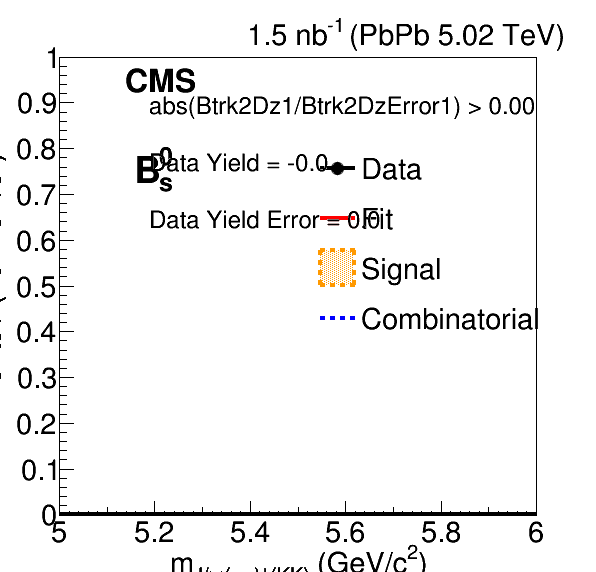 1.5 nb⁻¹ (PbPb 5.02 TeV)
CMS
abs(Btrk2Dz1/Btrk2DzError1) > 0.00
B⁰ₛ
Data Yield = -0.0
Data Yield Error = 0.0
Data
Fit
Signal
Combinatorial
1
0.9
0.8
0.7
0.6
0.5
0.4
0.3
0.2
0.1
0
5 5.2 5.4 5.6 5.8 6
m (GeV/c²)